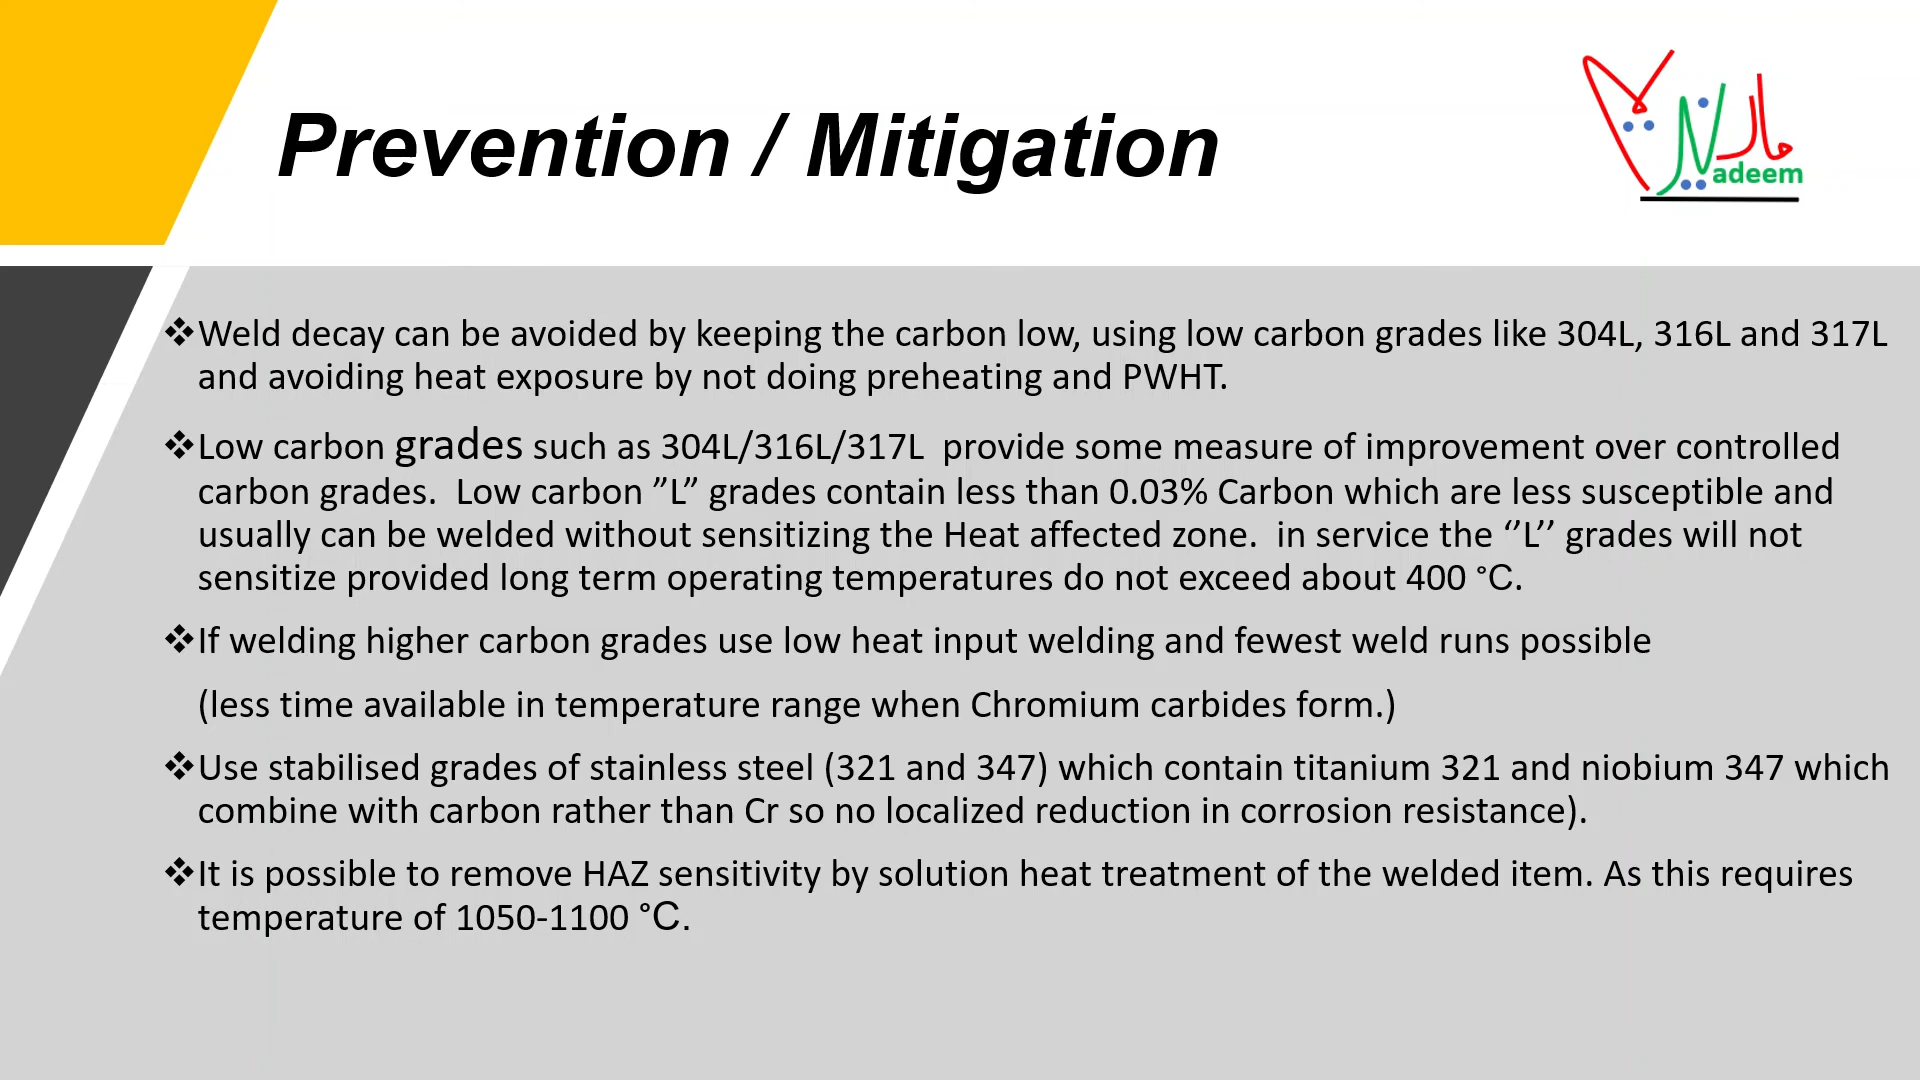 Prevention / Mitigation
adeem
❖Weld decay can be avoided by keeping the carbon low, using low carbon grades like 304L, 316L and 317L
and avoiding heat exposure by not doing preheating and PWHT.
❖Low carbon grades such as 304L/316L/317L  provide some measure of improvement over controlled
carbon grades.  Low carbon ”L” grades contain less than 0.03% Carbon which are less susceptible and
usually can be welded without sensitizing the Heat affected zone.  in service the ‘’L’’ grades will not
sensitize provided long term operating temperatures do not exceed about 400 °C.
❖If welding higher carbon grades use low heat input welding and fewest weld runs possible
(less time available in temperature range when Chromium carbides form.)
❖Use stabilised grades of stainless steel (321 and 347) which contain titanium 321 and niobium 347 which
combine with carbon rather than Cr so no localized reduction in corrosion resistance).
❖It is possible to remove HAZ sensitivity by solution heat treatment of the welded item. As this requires
temperature of 1050-1100 °C.